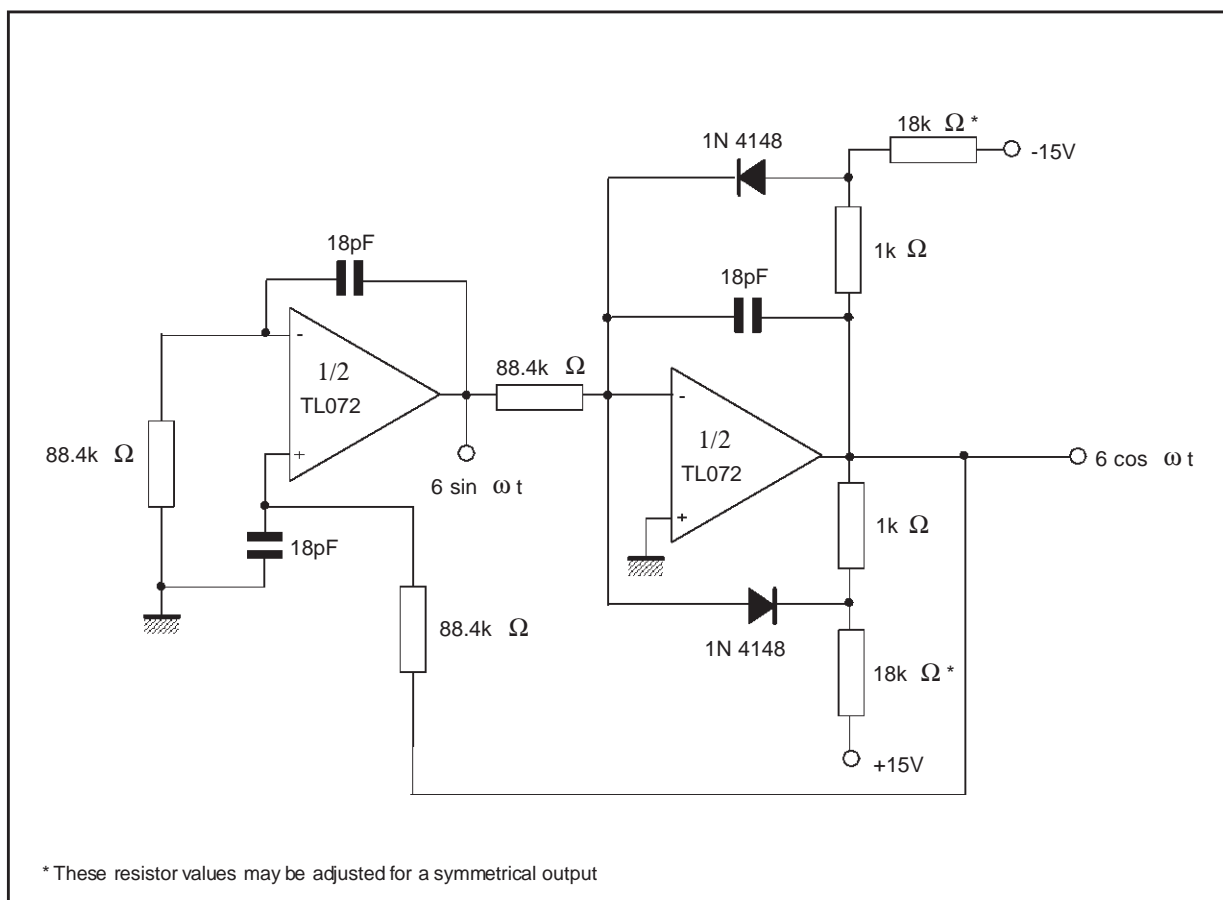 18k Ω *
1N 4148
-15V
1k Ω
18pF
18pF
-
1/2
TL072
+
88.4k Ω
88.4k Ω
-
1/2
TL072
+
6 sin ω t
6 cos ω t
18pF
1k Ω
88.4k Ω
1N 4148
18k Ω *
+15V
* These resistor values may be adjusted for a symmetrical output